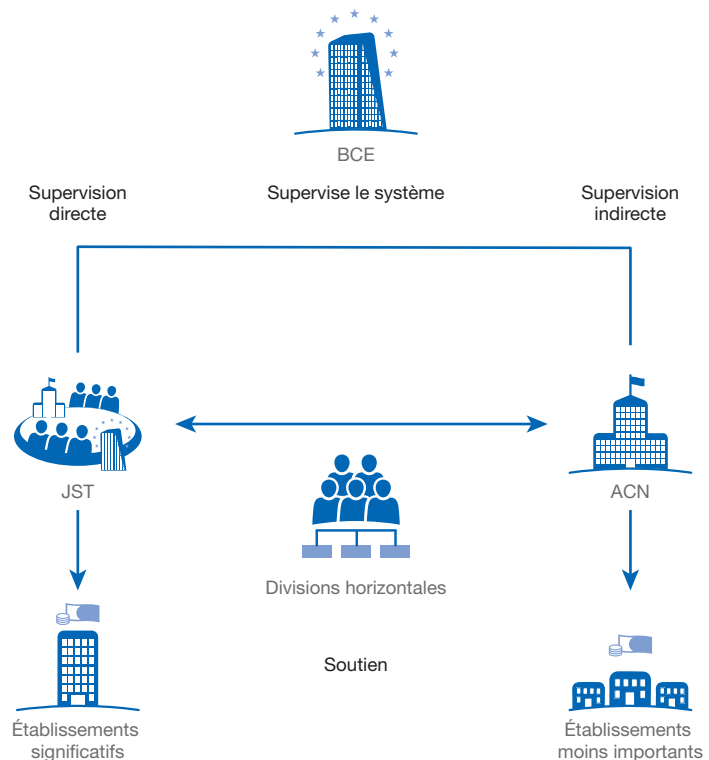 BCE
Supervision
directe
Supervise le système
Supervision
indirecte
JST
ACN
Divisions horizontales
Soutien
Établissements
significatifs
Établissements
moins importants